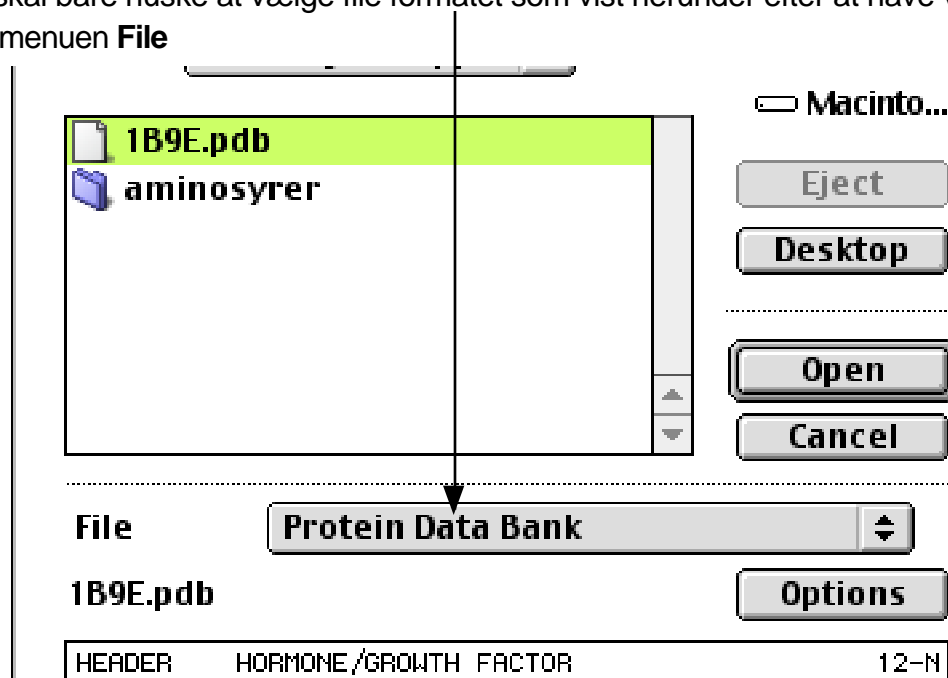 skal bare huske at vælge file formatet som vist herunder efter at have
menuen File
Macinto...
1B9E.pdb
aminosyrer
Eject
Desktop
Open
Cancel
File Protein Data Bank
1B9E.pdb Options
HEADER HORMONE/GROWTH FACTOR 12-N